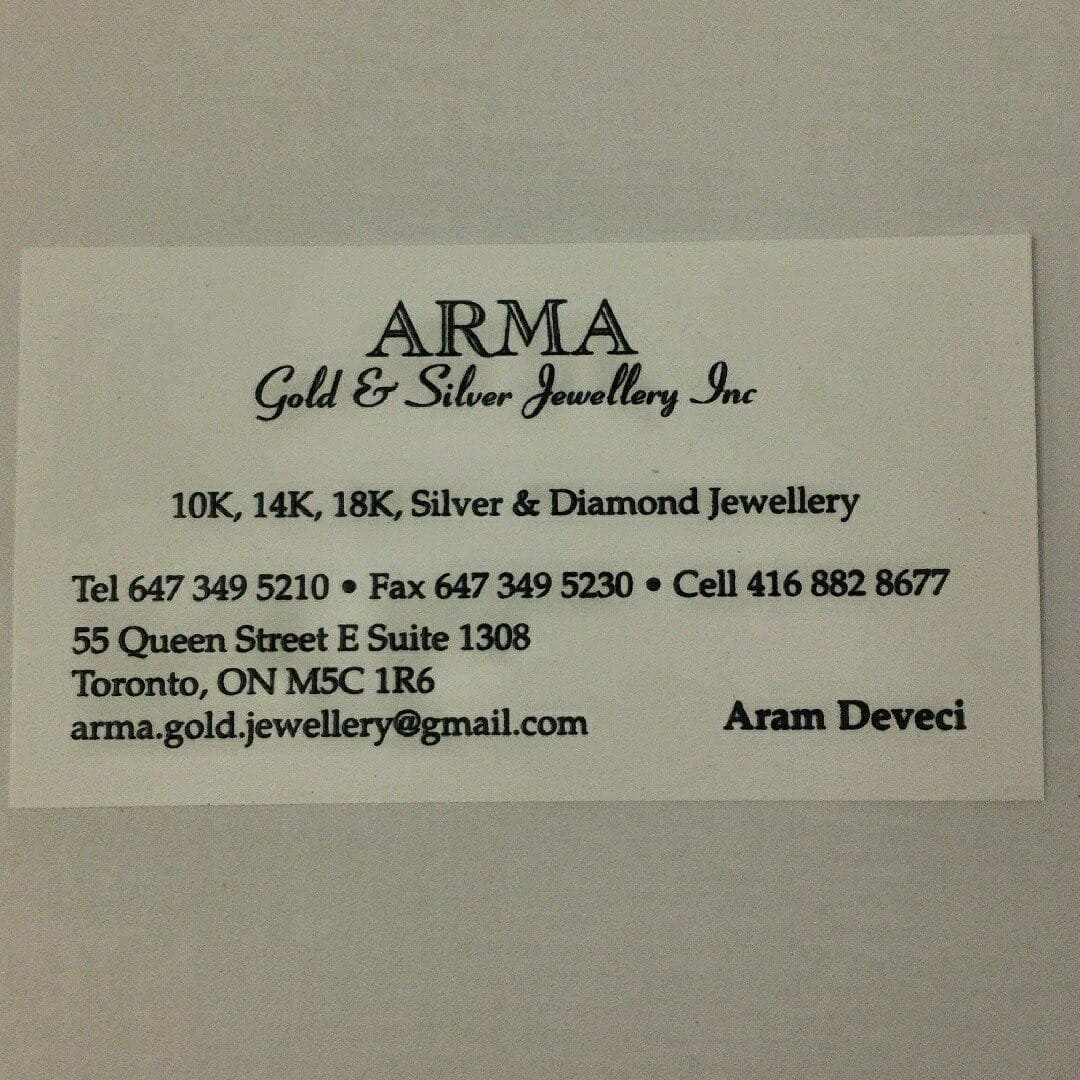 ARMA
Gold & Silver Jewellery Inc
10K, 14K, 18K, Silver & Diamond Jewellery
Tel 647 349 5210 • Fax 647 349 5230 • Cell 416 882 8677
55 Queen Street E Suite 1308
Toronto, ON M5C 1R6
arma.gold.jewellery@gmail.com
Aram Deveci